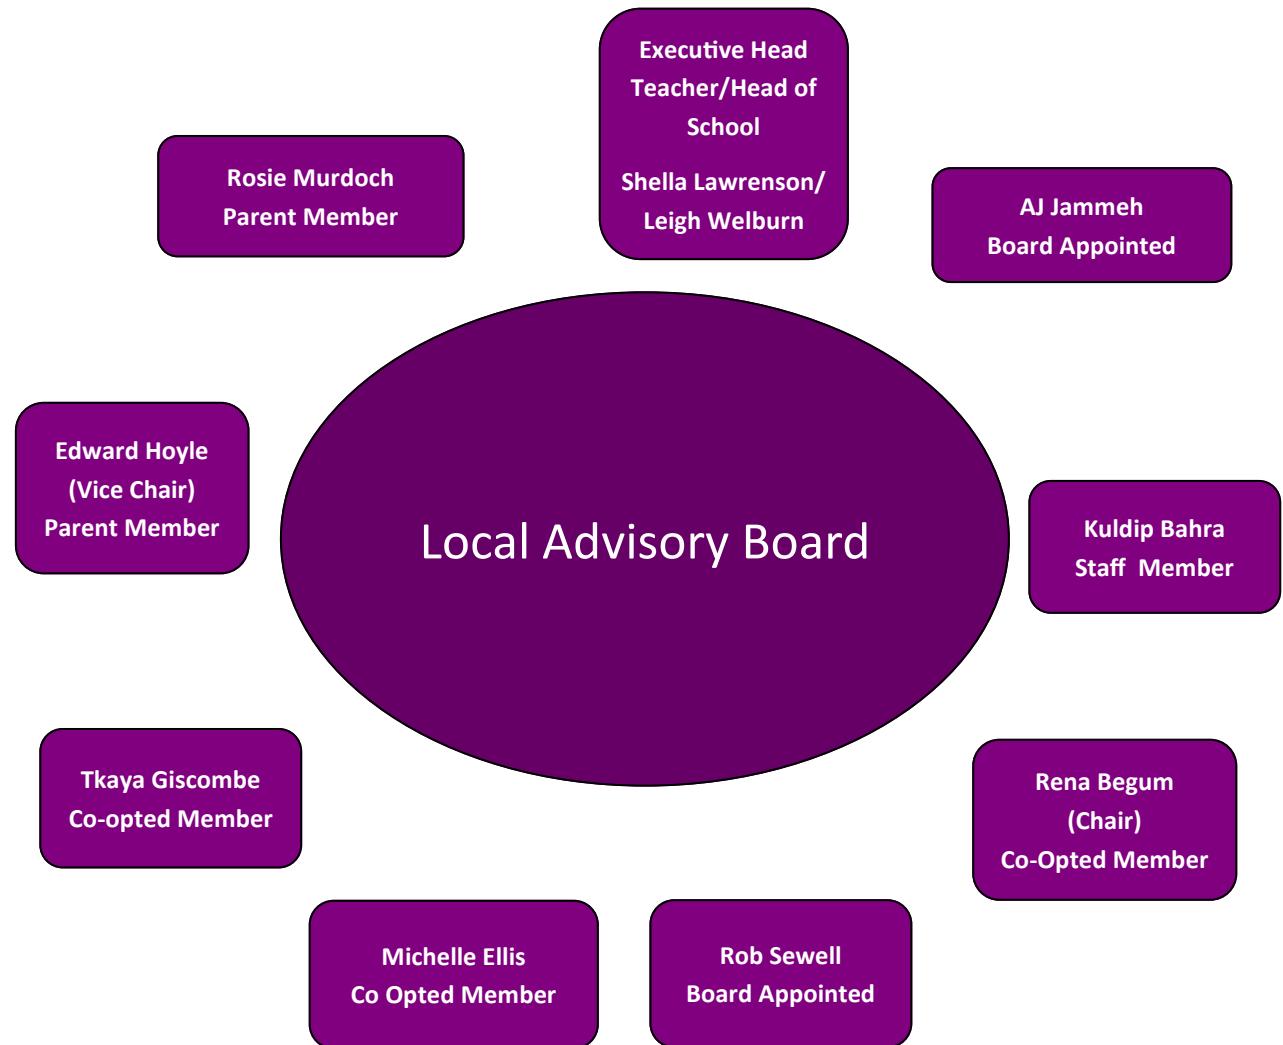 Executive Head
Teacher/Head of
School
Shella Lawrenson/
Leigh Welburn
Rosie Murdoch
Parent Member
AJ Jammeh
Board Appointed
Edward Hoyle
(Vice Chair)
Parent Member
Local Advisory Board
Kuldip Bahra
Staff  Member
Tkaya Giscombe
Co-opted Member
Rena Begum
(Chair)
Co-Opted Member
Michelle Ellis
Co Opted Member
Rob Sewell
Board Appointed